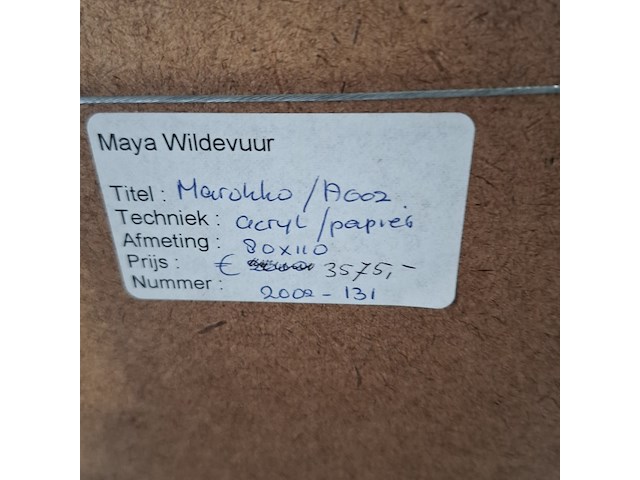 Maya Wildevuur
Titel : Marokko / A002
Techniek : acryl / papier
Afmeting : 80x110
Prijs : € 3575,-
Nummer : 2002 - 131